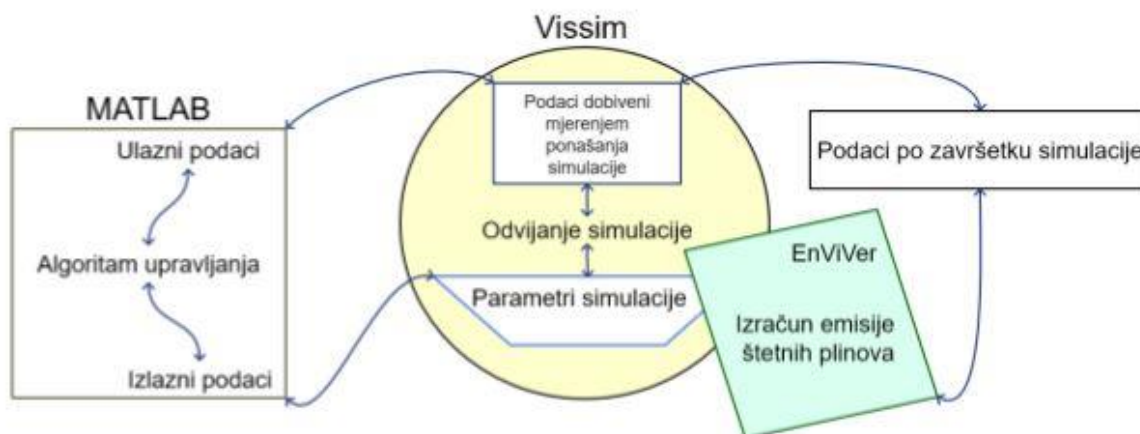 Vissim
MATLAB
Ulazni podaci
Algoritam upravljanja
Izlazni podaci
Podaci dobiveni
mjerenjem
ponašanja
simulacije
Odvijanje simulacije
Parametri simulacije
Podaci po završetku simulacije
EnViVer
Izračun emisije
štetnih plinova